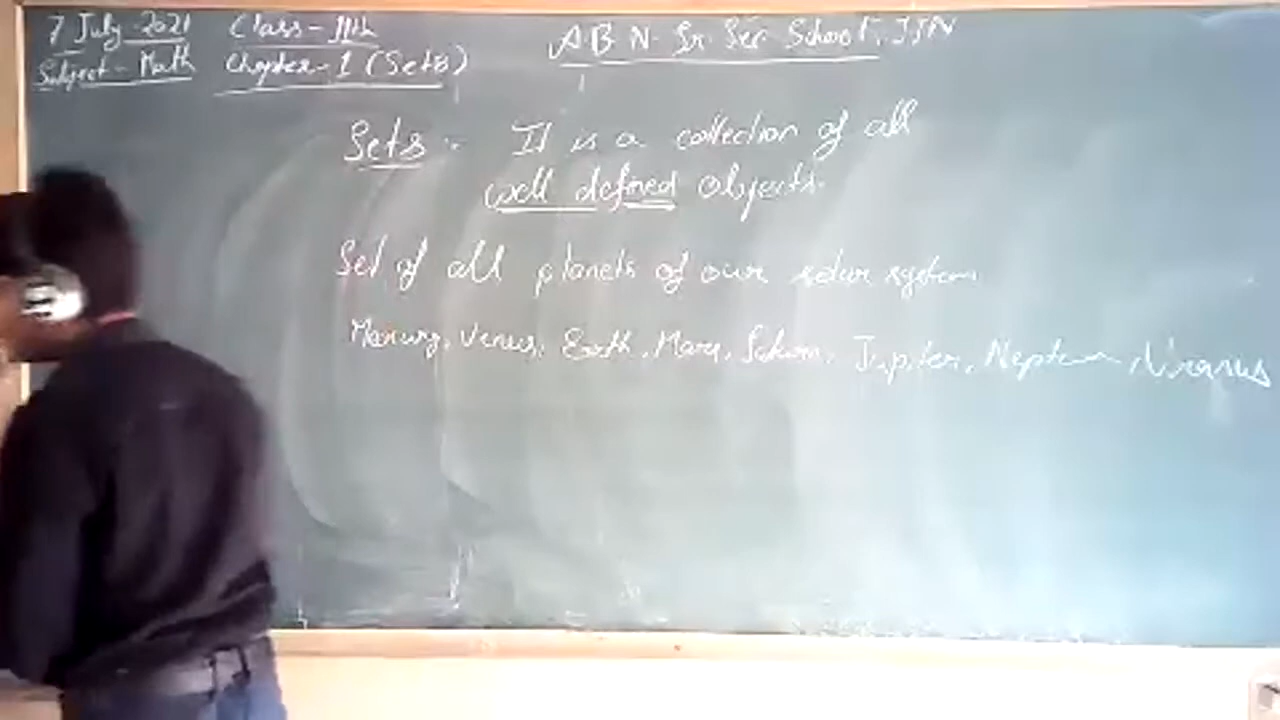 7 July 2021 Class-11th A.B.N. Sr. Sec. School, JJN
Subject - Math Chapter-1 (Sets)
Sets :- It is a collection of all
well defined objects.
Set of all planets of our solar system
Mercury, Venus, Earth, Mars, Saturn, Jupiter, Neptune, Uranus